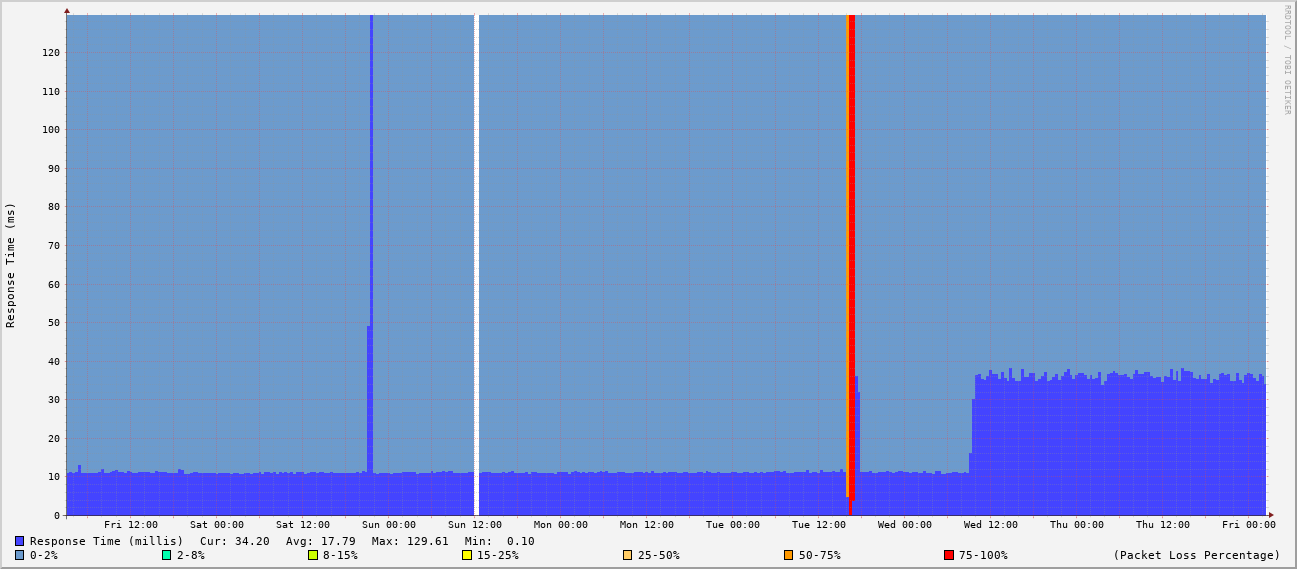 RRDTOOL / TOBI OETIKER
Response Time (ms)
120
110
100
90
80
70
60
50
40
30
20
10
0
Fri 12:00 Sat 00:00 Sat 12:00 Sun 00:00 Sun 12:00 Mon 00:00 Mon 12:00 Tue 00:00 Tue 12:00 Wed 00:00 Wed 12:00 Thu 00:00 Thu 12:00 Fri 00:00
Response Time (millis) Cur: 34.20 Avg: 17.79 Max: 129.61 Min: 0.10
0-2% 2-8% 8-15% 15-25% 25-50% 50-75% 75-100% (Packet Loss Percentage)